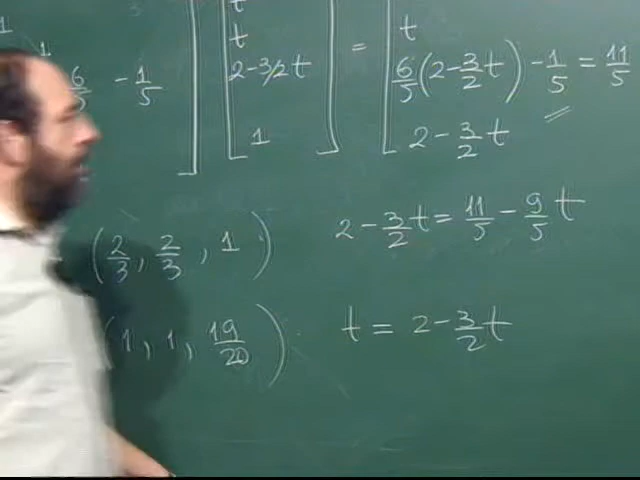 1
t
t
1
t
6/5 - 1/5
2-3/2t
=
6/5(2-3/2 t) - 1/5 = 11/5
1
2 - 3/2 t
2 - 3/2 t = 11/5 - 9/5 t
(2/3, 2/3, 1)
(1, 1, 19/20)
t = 2 - 3/2 t